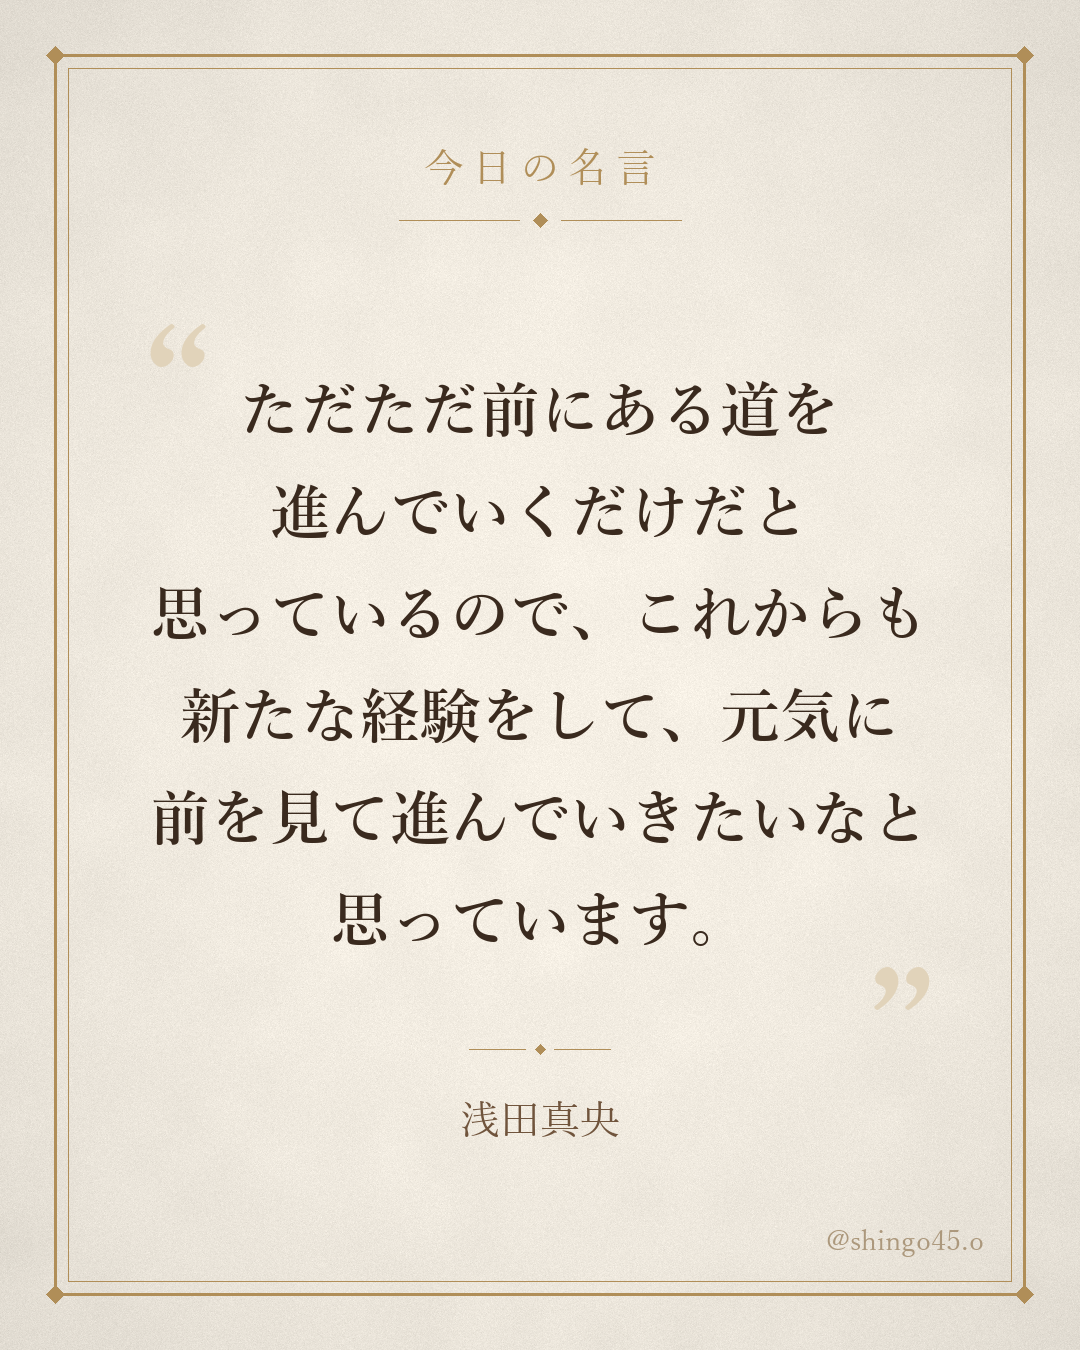 今日の名言
“
ただただ前にある道を
進んでいくだけだと
思っているので、これからも
新たな経験をして、元気に
前を見て進んでいきたいなと
思っています。
”
浅田真央
@shingo45.o